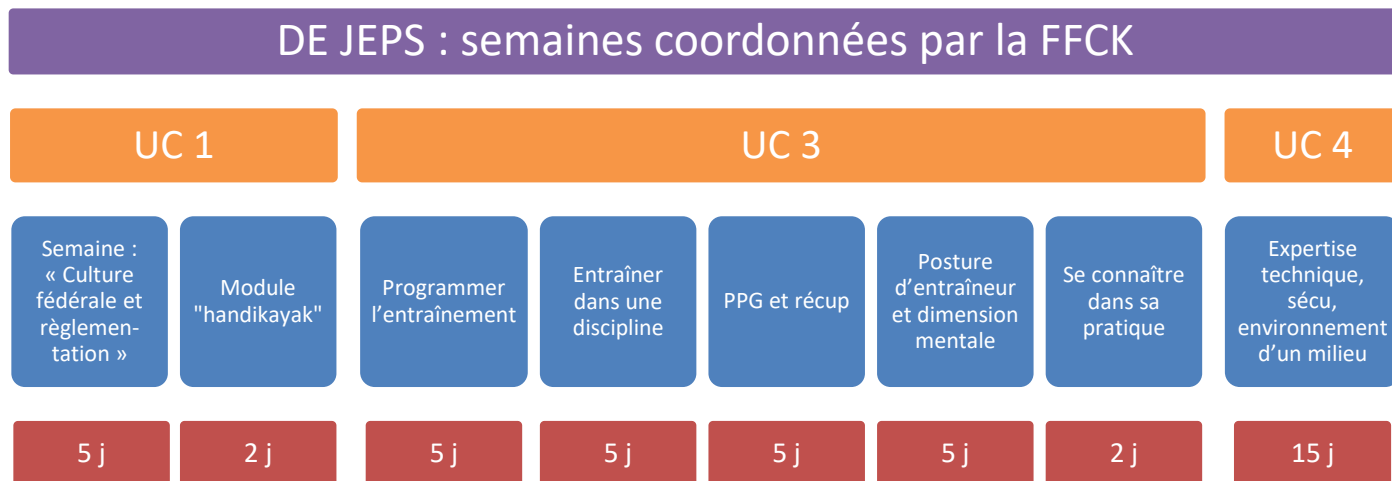 DE JEPS : semaines coordonnées par la FFCK
UC 1
UC 3
UC 4
Semaine :
« Culture
fédérale et
règlemen-
tation »
Module
"handikayak"
Programmer
l’entraînement
Entraîner
dans une
discipline
PPG et récup
Posture
d’entraîneur
et dimension
mentale
Se connaître
dans sa
pratique
Expertise
technique,
sécu,
environnement
d’un milieu
5 j
2 j
5 j
5 j
5 j
5 j
2 j
15 j